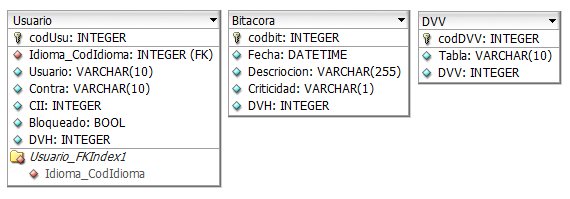 Usuario
codUsu: INTEGER
Idioma_CodIdioma: INTEGER (FK)
Usuario: VARCHAR(10)
Contra: VARCHAR(10)
CII: INTEGER
Bloqueado: BOOL
DVH: INTEGER
Usuario_FKIndex1
Idioma_CodIdioma
Bitacora
codbit: INTEGER
Fecha: DATETIME
Descriocion: VARCHAR(255)
Criticidad: VARCHAR(1)
DVH: INTEGER
DVV
codDVV: INTEGER
Tabla: VARCHAR(10)
DVV: INTEGER